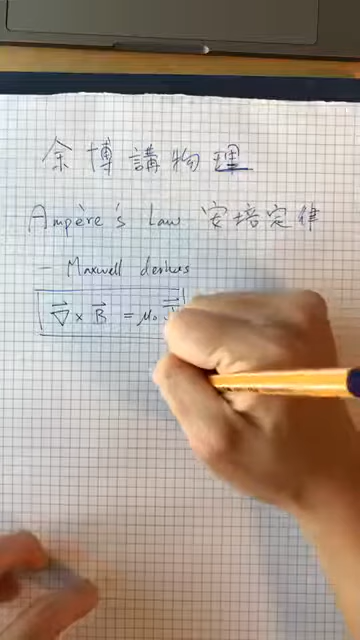 余博講物理
Ampère's Law 安培定律
- Maxwell derives
∇⃗ × B⃗ = μ₀